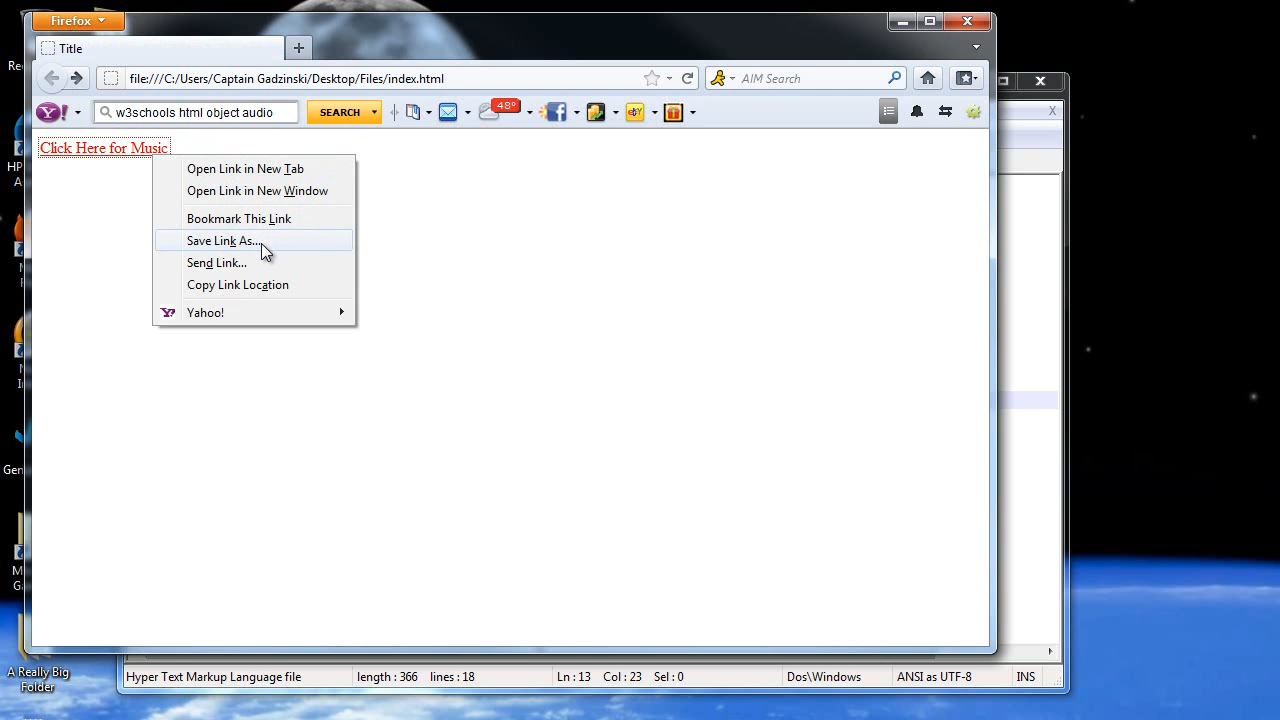 Firefox
Title
file:///C:/Users/Captain Gadzinski/Desktop/Files/index.html
AIM Search
w3schools html object audio
SEARCH
48°
Click Here for Music
Open Link in New Tab
Open Link in New Window
Bookmark This Link
Save Link As...
Send Link...
Copy Link Location
Yahoo!
HP
Gen
A Really Big
Folder
Hyper Text Markup Language file
length : 366 lines : 18
Ln : 13 Col : 23 Sel : 0
Dos\Windows
ANSI as UTF-8
INS